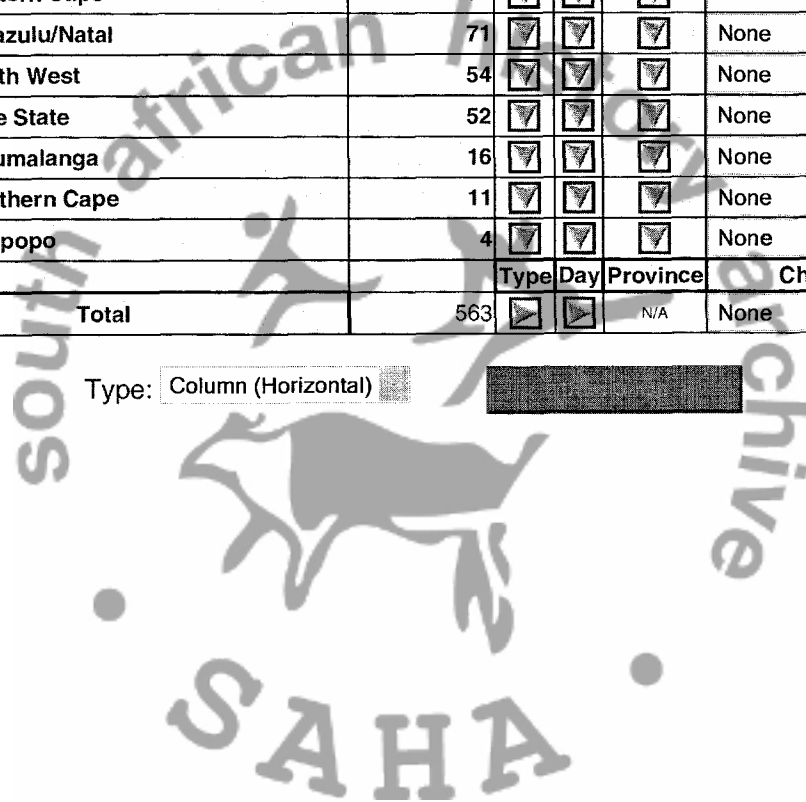 azulu/Natal 71 None
th West 54 None
e State 52 None
umalanga 16 None
thern Cape 11 None
popo 4 None
Type Day Province Ch
Total 563 N/A None
Type: Column (Horizontal)
south african history archive
SAHA